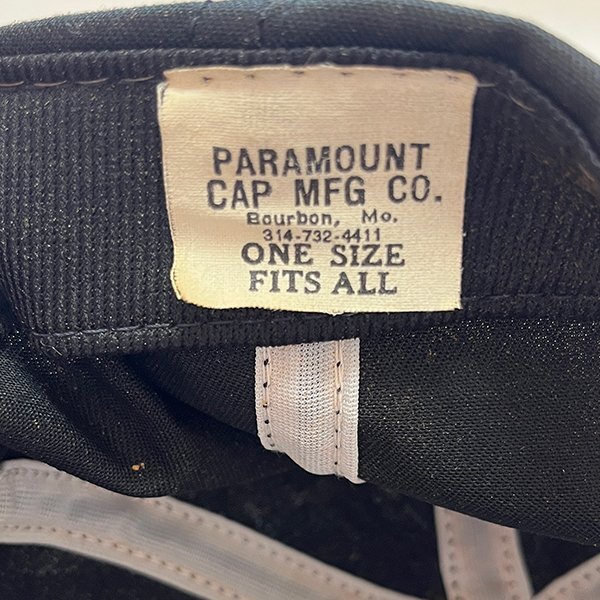 PARAMOUNT
CAP MFG CO.
Bourbon, Mo.
314-732-4411
ONE SIZE
FITS ALL